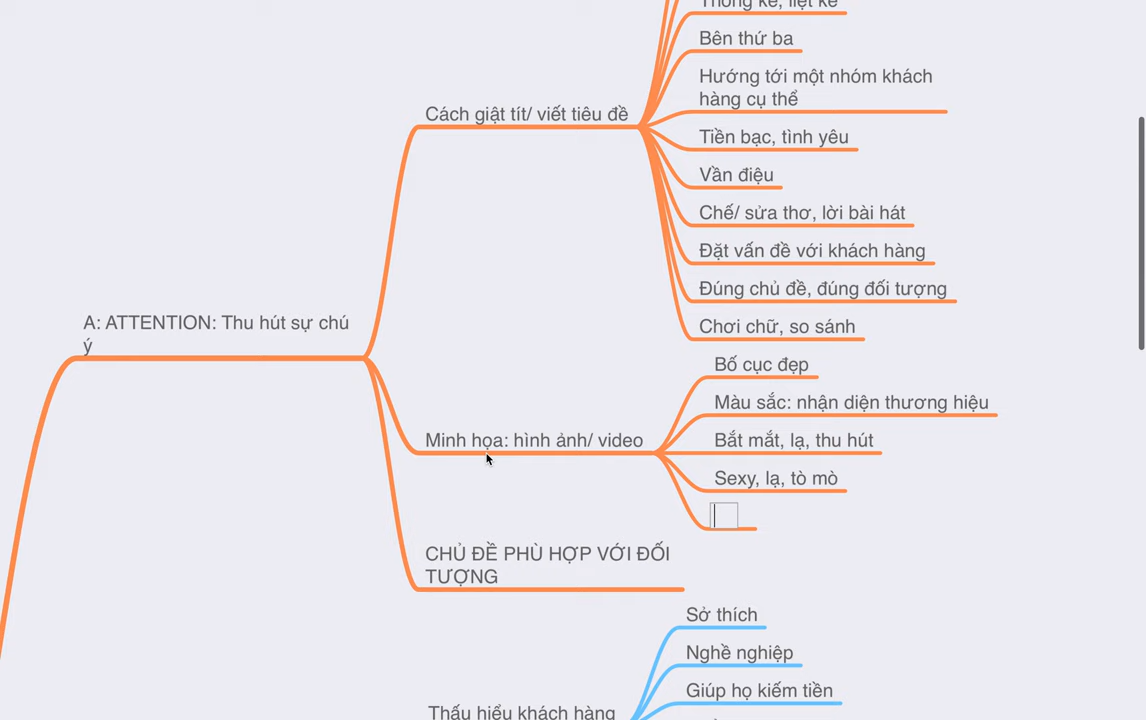 Thống kê, liệt kê
Bên thứ ba
Hướng tới một nhóm khách
hàng cụ thể
Cách giật tít/ viết tiêu đề
Tiền bạc, tình yêu
Vần điệu
Chế/ sửa thơ, lời bài hát
Đặt vấn đề với khách hàng
Đúng chủ đề, đúng đối tượng
Chơi chữ, so sánh
A: ATTENTION: Thu hút sự chú
ý
Bố cục đẹp
Màu sắc: nhận diện thương hiệu
Minh họa: hình ảnh/ video
Bắt mắt, lạ, thu hút
Sexy, lạ, tò mò
CHỦ ĐỀ PHÙ HỢP VỚI ĐỐI
TƯỢNG
Sở thích
Nghề nghiệp
Giúp họ kiếm tiền
Thấu hiểu khách hàng